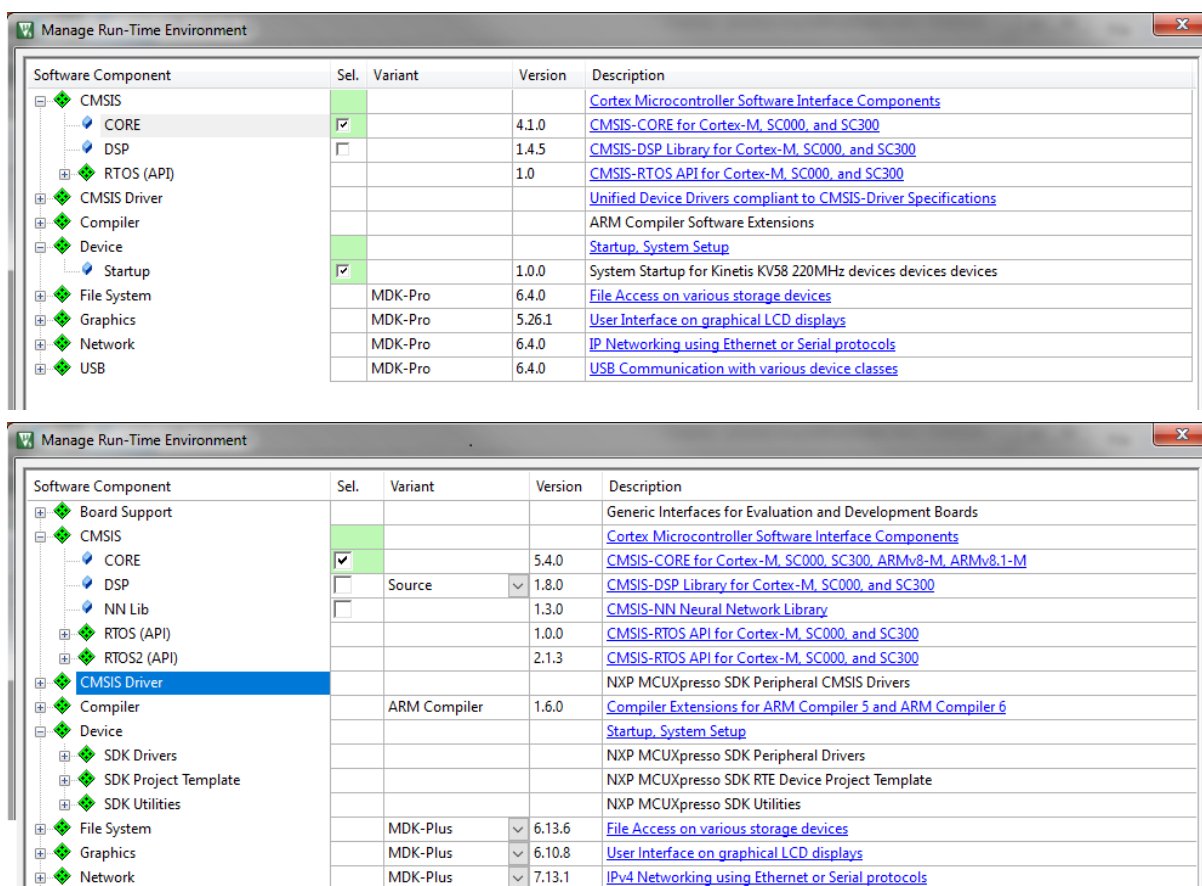 Manage Run-Time Environment
Software Component Sel. Variant Version Description
CMSIS Cortex Microcontroller Software Interface Components
CORE 4.1.0 CMSIS-CORE for Cortex-M, SC000, and SC300
DSP 1.4.5 CMSIS-DSP Library for Cortex-M, SC000, and SC300
RTOS (API) 1.0 CMSIS-RTOS API for Cortex-M, SC000, and SC300
CMSIS Driver Unified Device Drivers compliant to CMSIS-Driver Specifications
Compiler ARM Compiler Software Extensions
Device Startup, System Setup
Startup 1.0.0 System Startup for Kinetis KV58 220MHz devices devices devices
File System MDK-Pro 6.4.0 File Access on various storage devices
Graphics MDK-Pro 5.26.1 User Interface on graphical LCD displays
Network MDK-Pro 6.4.0 IP Networking using Ethernet or Serial protocols
USB MDK-Pro 6.4.0 USB Communication with various device classes
Manage Run-Time Environment
Software Component Sel. Variant Version Description
Board Support Generic Interfaces for Evaluation and Development Boards
CMSIS Cortex Microcontroller Software Interface Components
CORE 5.4.0 CMSIS-CORE for Cortex-M, SC000, SC300, ARMv8-M, ARMv8.1-M
DSP Source 1.8.0 CMSIS-DSP Library for Cortex-M, SC000, and SC300
NN Lib 1.3.0 CMSIS-NN Neural Network Library
RTOS (API) 1.0.0 CMSIS-RTOS API for Cortex-M, SC000, and SC300
RTOS2 (API) 2.1.3 CMSIS-RTOS API for Cortex-M, SC000, and SC300
CMSIS Driver NXP MCUXpresso SDK Peripheral CMSIS Drivers
Compiler ARM Compiler 1.6.0 Compiler Extensions for ARM Compiler 5 and ARM Compiler 6
Device Startup, System Setup
SDK Drivers NXP MCUXpresso SDK Peripheral Drivers
SDK Project Template NXP MCUXpresso SDK RTE Device Project Template
SDK Utilities NXP MCUXpresso SDK Utilities
File System MDK-Plus 6.13.6 File Access on various storage devices
Graphics MDK-Plus 6.10.8 User Interface on graphical LCD displays
Network MDK-Plus 7.13.1 IPv4 Networking using Ethernet or Serial protocols